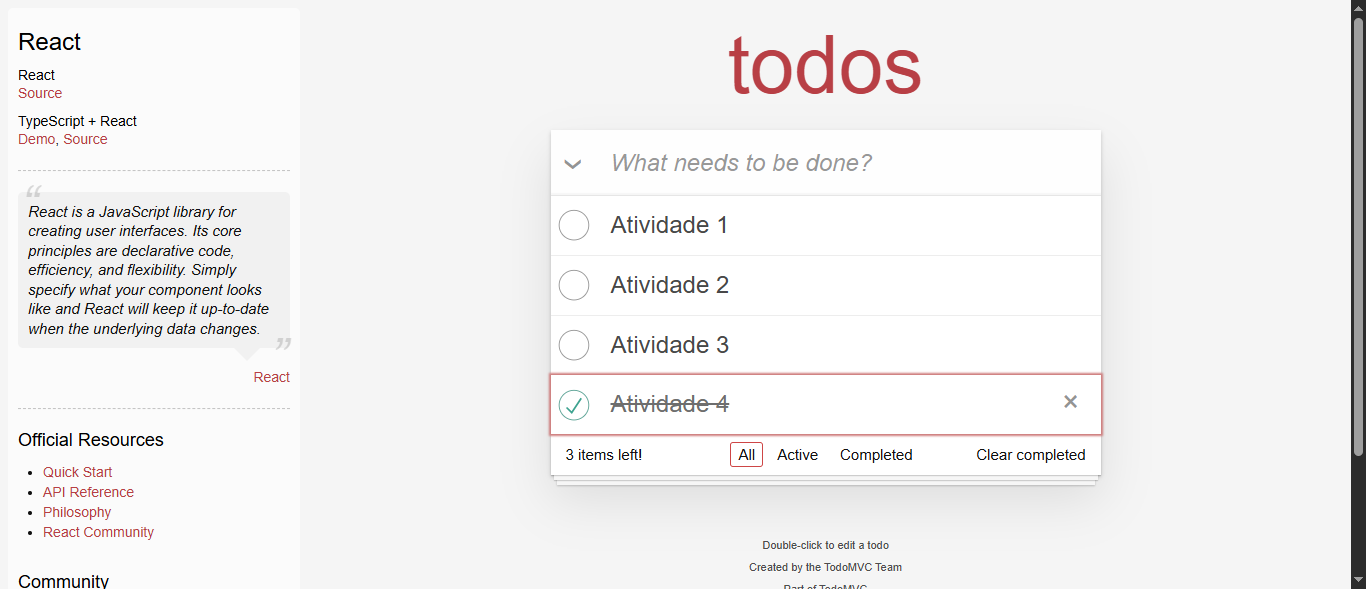 React
React
Source
TypeScript + React
Demo, Source
“
React is a JavaScript library for
creating user interfaces. Its core
principles are declarative code,
efficiency, and flexibility. Simply
specify what your component looks
like and React will keep it up-to-date
when the underlying data changes.
”
React
Official Resources
Quick Start
API Reference
Philosophy
React Community
Community
todos
What needs to be done?
Atividade 1
Atividade 2
Atividade 3
Atividade 4 ×
3 items left! All Active Completed Clear completed
Double-click to edit a todo
Created by the TodoMVC Team
Part of TodoMVC